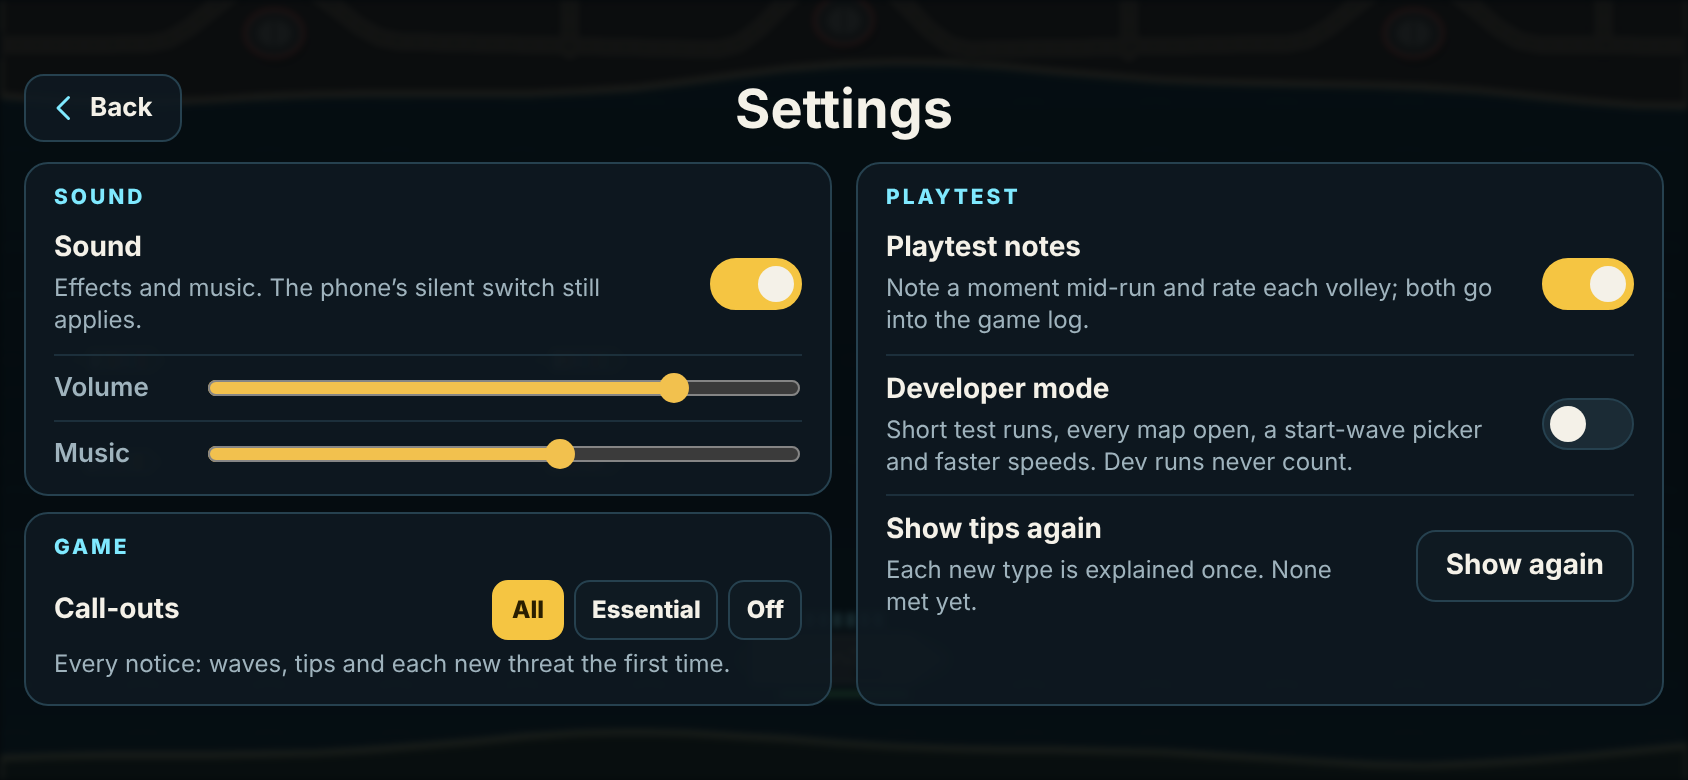 Back
Settings
SOUND
Sound
Effects and music. The phone’s silent switch still
applies.
Volume
Music
GAME
Call-outs
All
Essential
Off
Every notice: waves, tips and each new threat the first time.
PLAYTEST
Playtest notes
Note a moment mid-run and rate each volley; both go
into the game log.
Developer mode
Short test runs, every map open, a start-wave picker
and faster speeds. Dev runs never count.
Show tips again
Each new type is explained once. None
met yet.
Show again